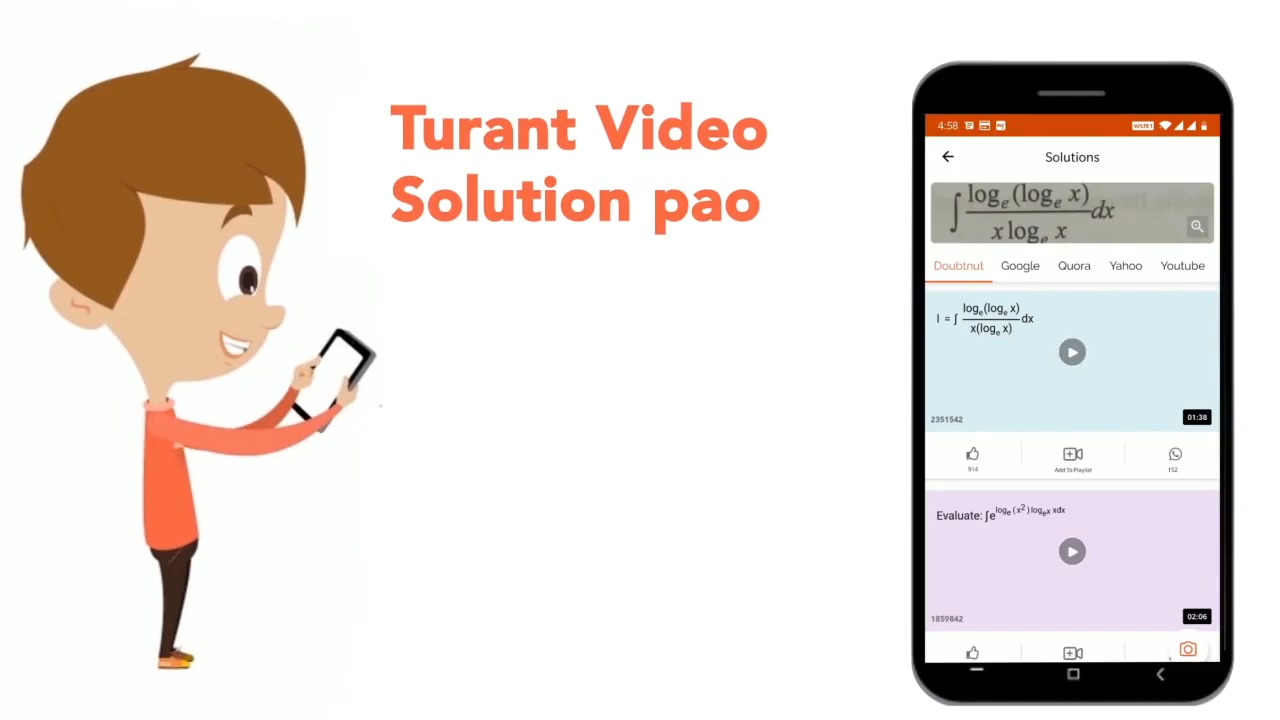 Turant Video
Solution pao
4:58
VoLTE1
Solutions
∫ logₑ(logₑ x) / x logₑ x dx
Doubtnut Google Quora Yahoo Youtube
I = ∫ logₑ(logₑ x) / x(logₑ x) dx
2351542 01:38
914 Add To Playlist 152
Evaluate: ∫e^logₑ(x²)logₑx xdx
1859842 02:06